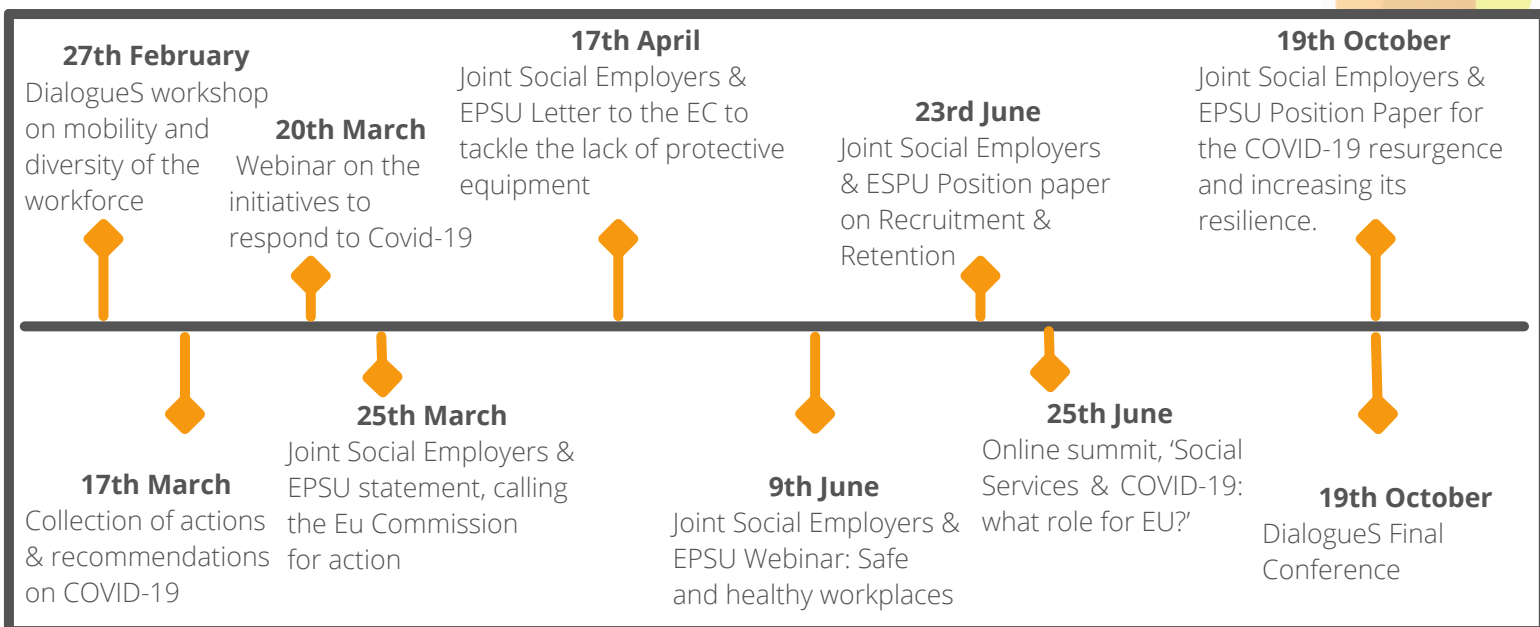 27th February
DialogueS workshop
on mobility and
diversity of the
workforce
20th March
Webinar on the
initiatives to
respond to Covid-19
17th April
Joint Social Employers &
EPSU Letter to the EC to
tackle the lack of protective
equipment
23rd June
Joint Social Employers
& ESPU Position paper
on Recruitment &
Retention
19th October
Joint Social Employers &
EPSU Position Paper for
the COVID-19 resurgence
and increasing its
resilience.
17th March
Collection of actions
& recommendations
on COVID-19
25th March
Joint Social Employers &
EPSU statement, calling
the Eu Commission
for action
9th June
Joint Social Employers &
EPSU Webinar: Safe
and healthy workplaces
25th June
Online summit, ‘Social
Services & COVID-19:
what role for EU?’
19th October
DialogueS Final
Conference